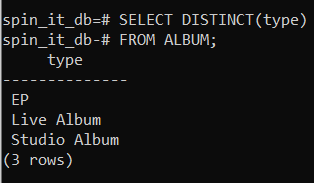 spin_it_db=# SELECT DISTINCT(type)
spin_it_db-# FROM ALBUM;
type
--------------
EP
Live Album
Studio Album
(3 rows)